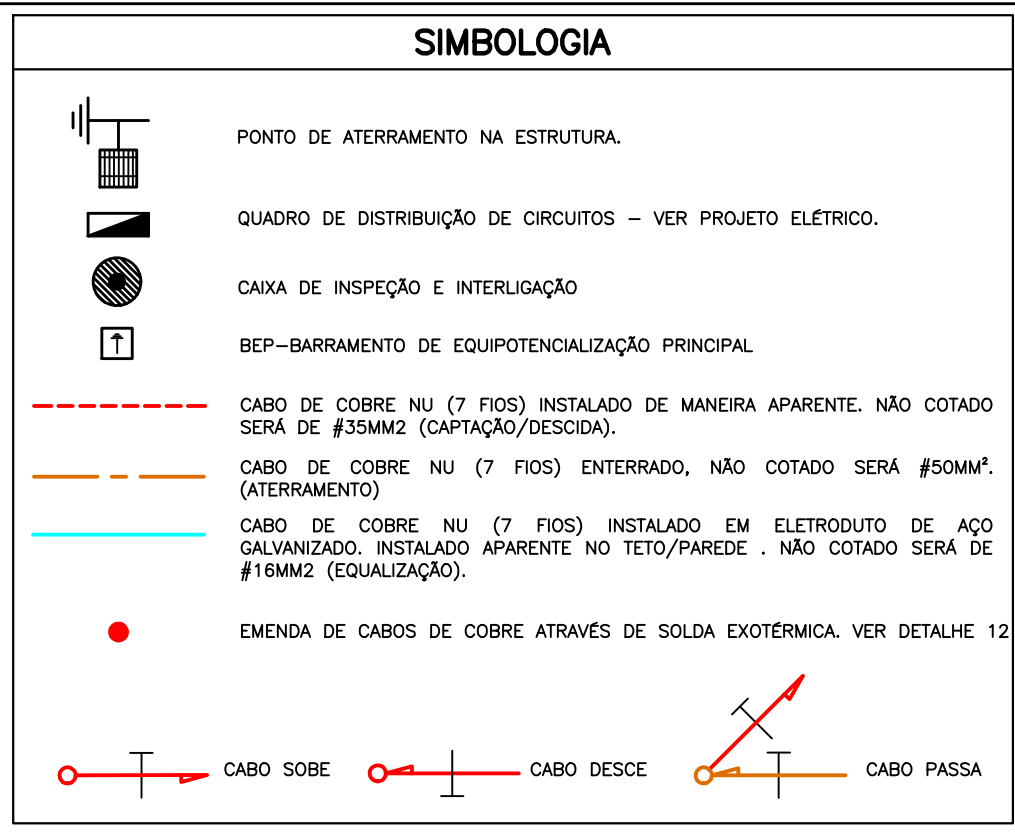 SIMBOLOGIA
PONTO DE ATERRAMENTO NA ESTRUTURA.
QUADRO DE DISTRIBUIÇÃO DE CIRCUITOS – VER PROJETO ELÉTRICO.
CAIXA DE INSPEÇÃO E INTERLIGAÇÃO
BEP–BARRAMENTO DE EQUIPOTENCIALIZAÇÃO PRINCIPAL
CABO DE COBRE NU (7 FIOS) INSTALADO DE MANEIRA APARENTE. NÃO COTADO
SERÁ DE #35MM2 (CAPTAÇÃO/DESCIDA).
CABO DE COBRE NU (7 FIOS) ENTERRADO, NÃO COTADO SERÁ #50MM².
(ATERRAMENTO)
CABO DE COBRE NU (7 FIOS) INSTALADO EM ELETRODUTO DE AÇO
GALVANIZADO. INSTALADO APARENTE NO TETO/PAREDE . NÃO COTADO SERÁ DE
#16MM2 (EQUALIZAÇÃO).
EMENDA DE CABOS DE COBRE ATRAVÉS DE SOLDA EXOTÉRMICA. VER DETALHE 12
CABO SOBE
CABO DESCE
CABO PASSA